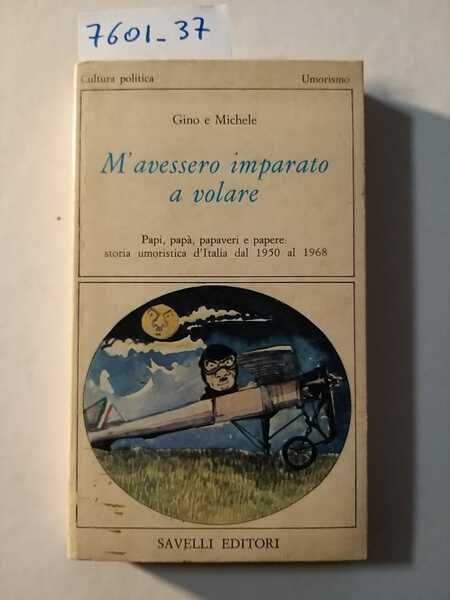 7601_37
Cultura politica
Umorismo
Gino e Michele
M'avessero imparato
a volare
Papi, papà, papaveri e papere:
storia umoristica d'Italia dal 1950 al 1968
SAVELLI EDITORI